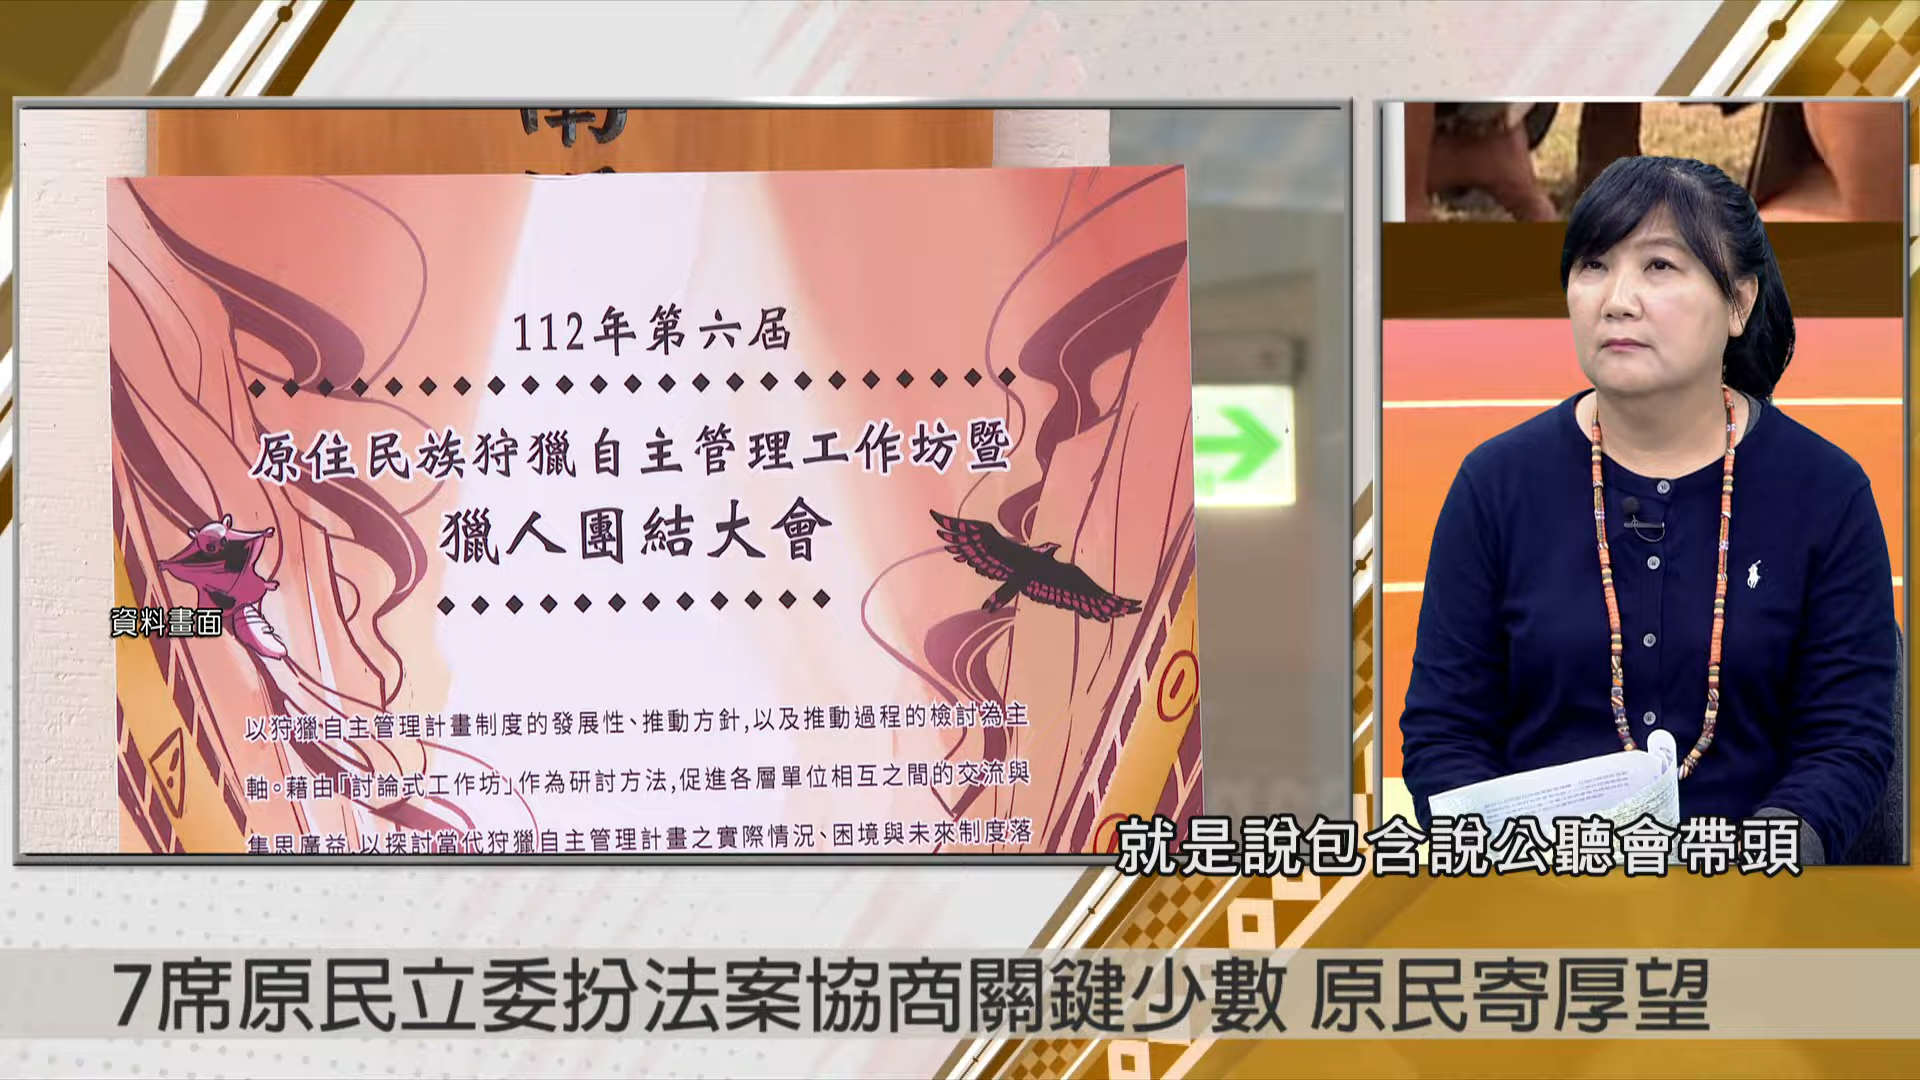 南
112年第六屆
原住民族狩獵自主管理工作坊暨
獵人團結大會
資料畫面
以狩獵自主管理計畫制度的發展性、推動方針,以及推動過程的檢討為主
軸。藉由「討論式工作坊」作為研討方法,促進各層單位相互之間的交流與
集思廣益,以探討當代狩獵自主管理計畫之實際情況、困境與未來制度落
就是說包含說公聽會帶頭
7席原民立委扮法案協商關鍵少數 原民寄厚望